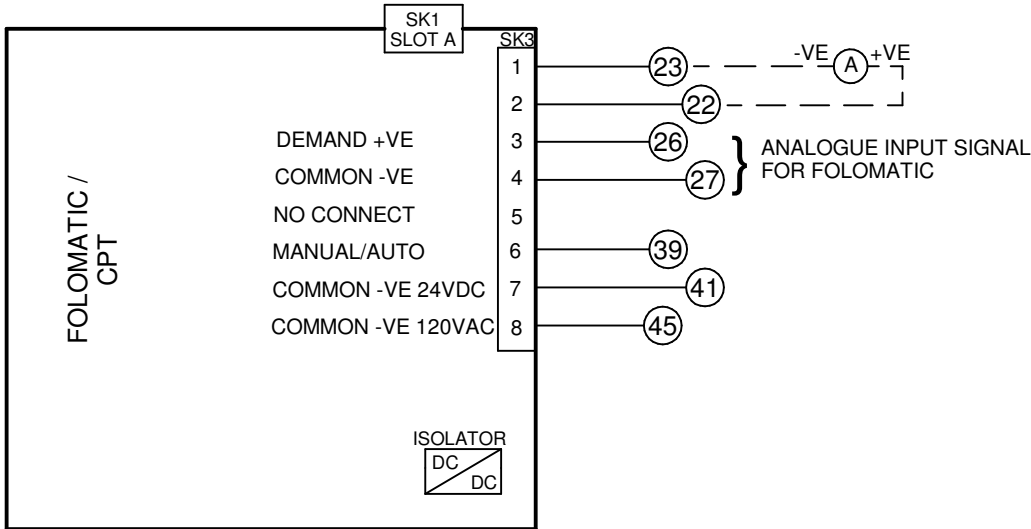 SK1
SLOT A
SK3
1
23
-VE
A
+VE
2
22
DEMAND +VE
3
26
ANALOGUE INPUT SIGNAL
FOR FOLOMATIC
COMMON -VE
4
27
}
NO CONNECT
5
MANUAL/AUTO
6
39
COMMON -VE 24VDC
7
41
COMMON -VE 120VAC
8
45
FOLOMATIC /
CPT
ISOLATOR
DC
DC